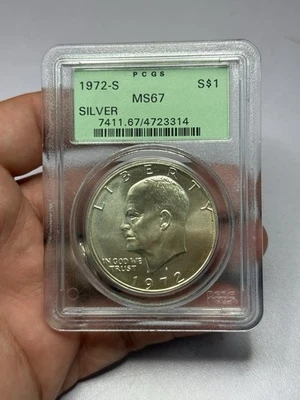 PCGS
1972-S S$1
MS67
SILVER
7411.67/4723314
LIBERTY
IN GOD WE
TRUST
1972